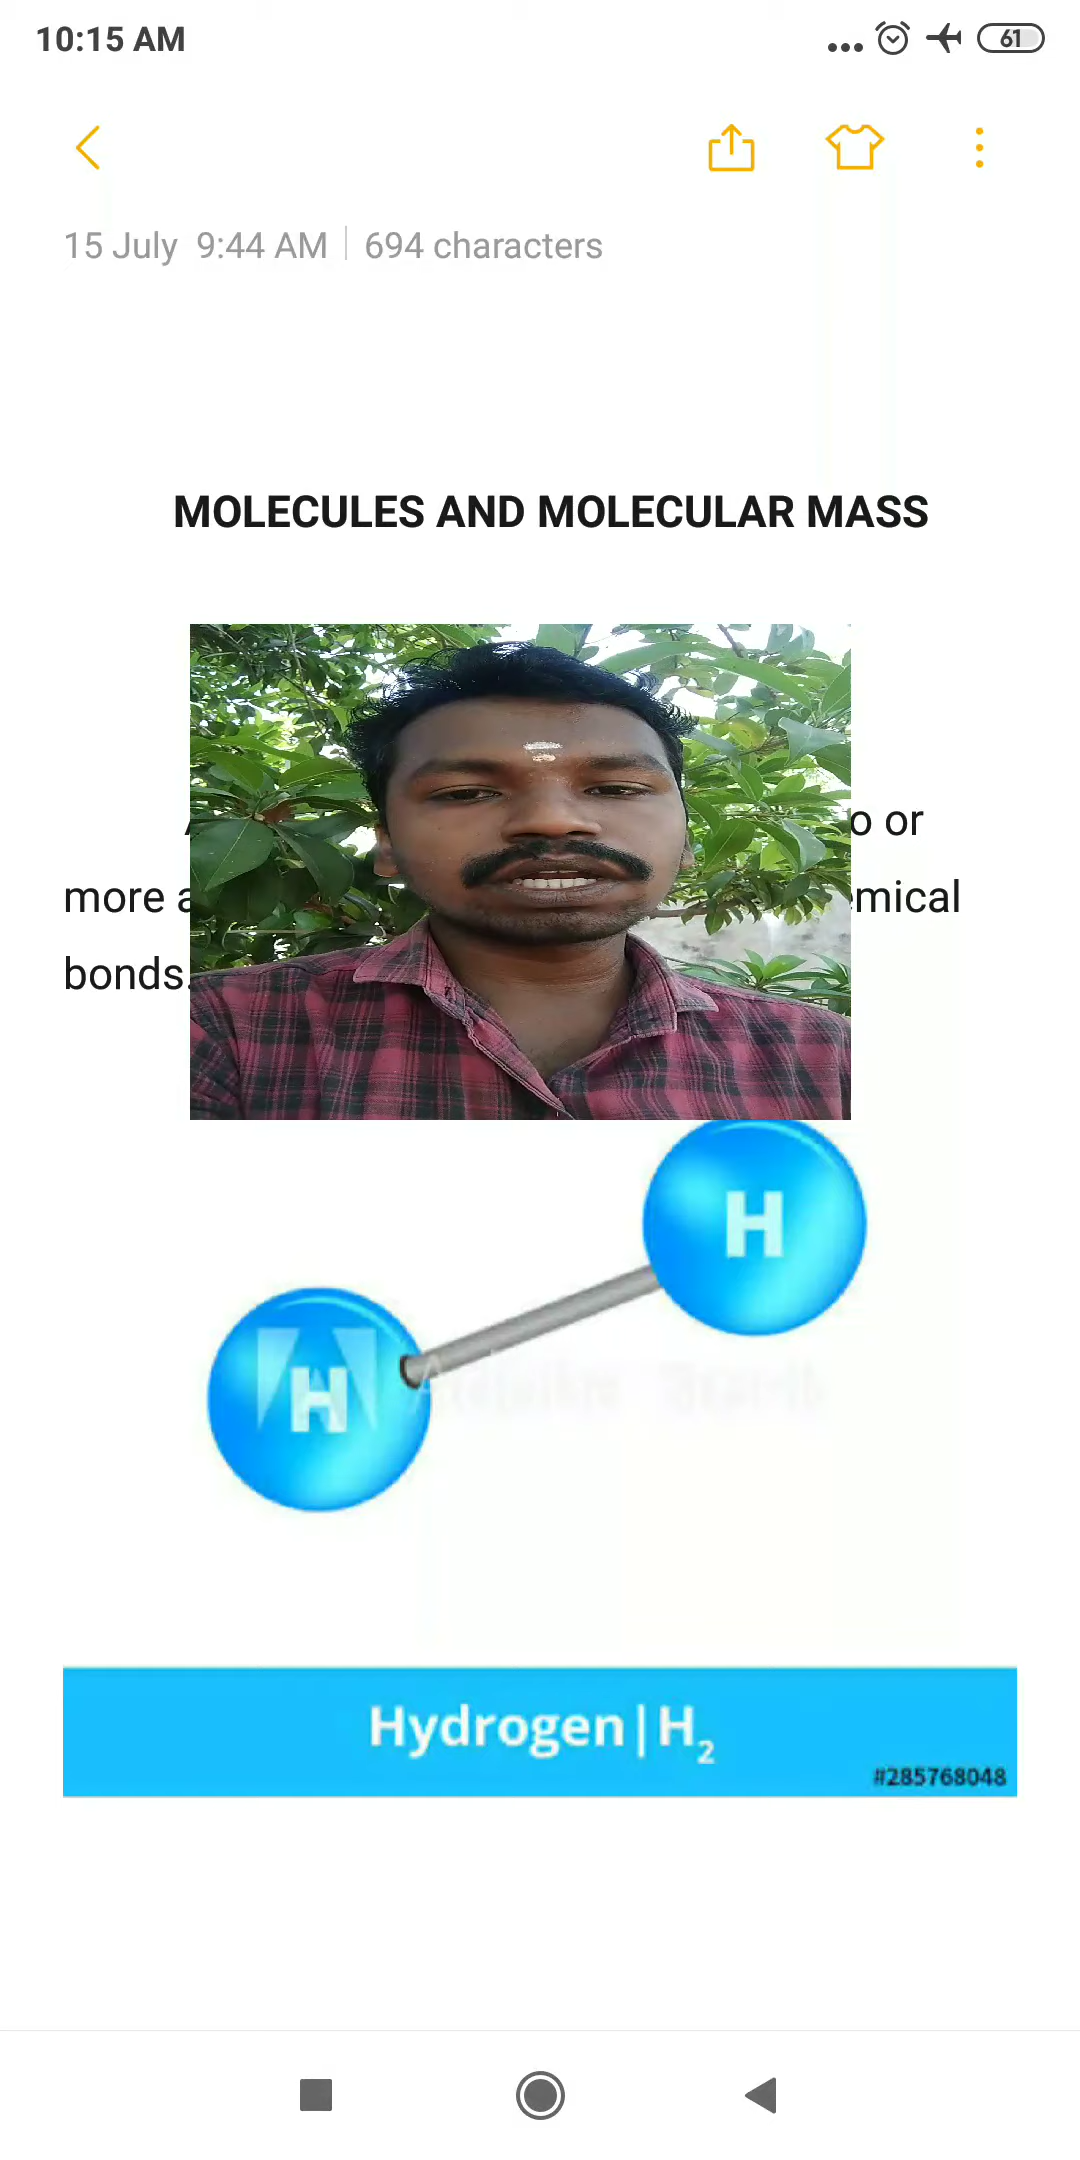 10:15 AM
61
15 July 9:44 AM | 694 characters
MOLECULES AND MOLECULAR MASS
or
more
bonds.
H
H
Hydrogen|H₂
#285768048